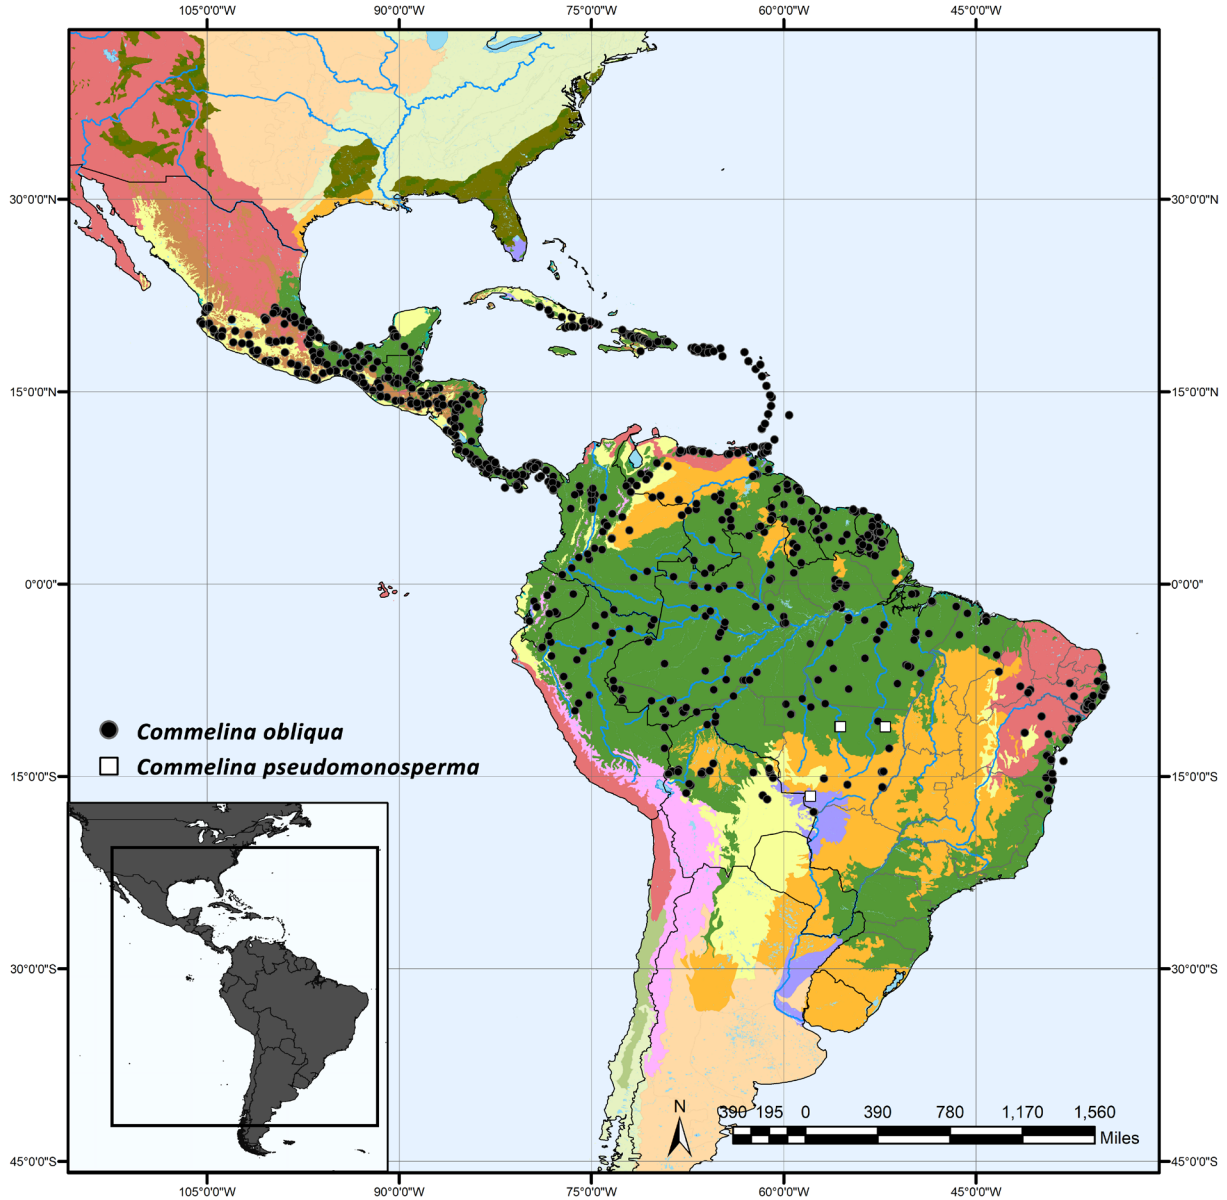 105°0'0"W 90°0'0"W 75°0'0"W 60°0'0"W 45°0'0"W
30°0'0"N 30°0'0"N
15°0'0"N 15°0'0"N
0°0'0" 0°0'0"
Commelina obliqua
Commelina pseudomonosperma
15°0'0"S 15°0'0"S
30°0'0"S 30°0'0"S
N
390 195 0 390 780 1,170 1,560
Miles
45°0'0"S 45°0'0"S
105°0'0"W 90°0'0"W 75°0'0"W 60°0'0"W 45°0'0"W